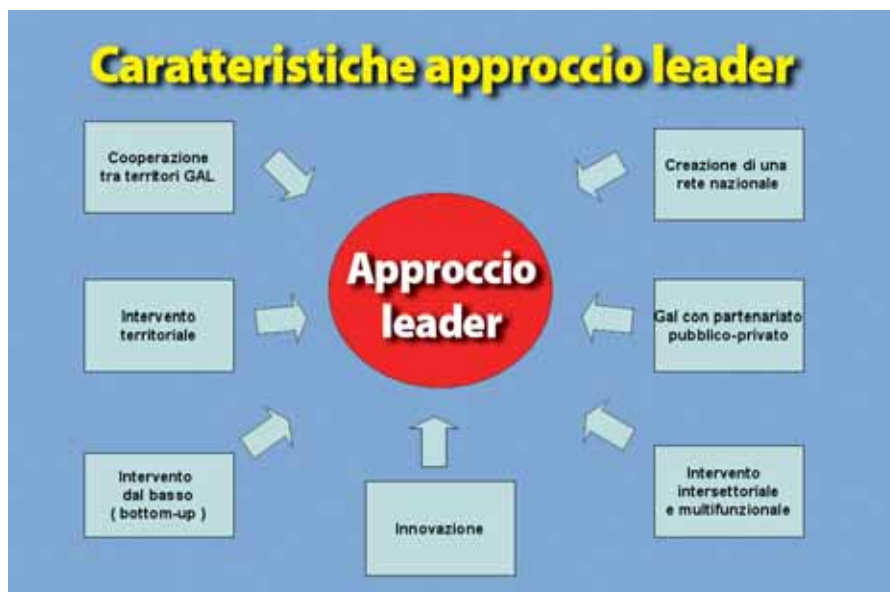 Caratteristiche approccio leader
Cooperazione
tra territori GAL
Creazione di una
rete nazionale
Approccio
leader
Intervento
territoriale
Gal con partenariato
pubblico-privato
Intervento
dal basso
( bottom-up )
Innovazione
Intervento
intersettoriale
e multifunzionale